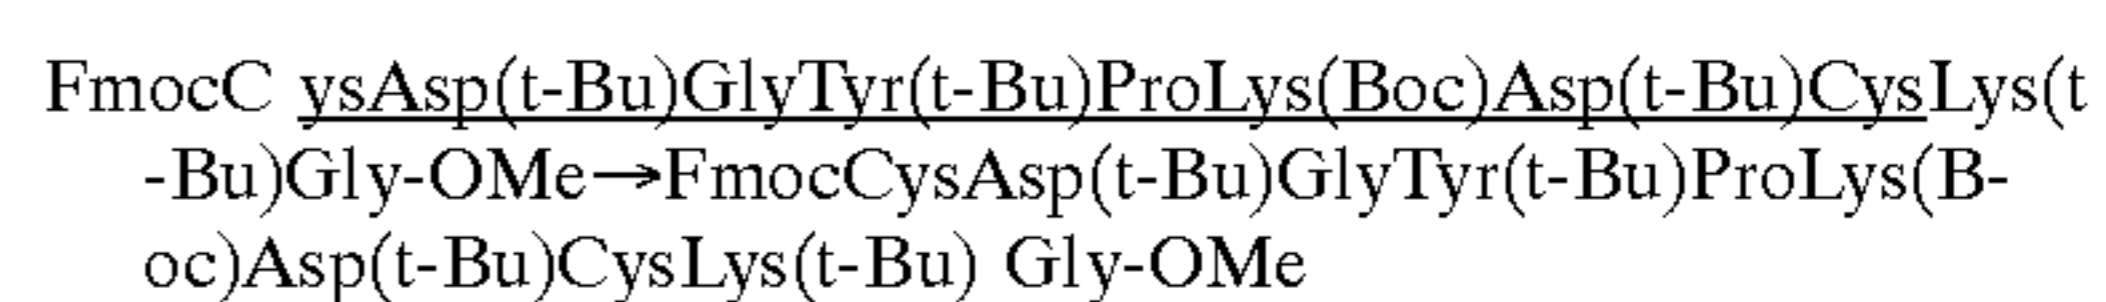 FmocC ysAsp(t-Bu)GlyTyr(t-Bu)ProLys(Boc)Asp(t-Bu)CysLys(t
-Bu)Gly-OMe→FmocCysAsp(t-Bu)GlyTyr(t-Bu)ProLys(B-
oc)Asp(t-Bu)CysLys(t-Bu) Gly-OMe